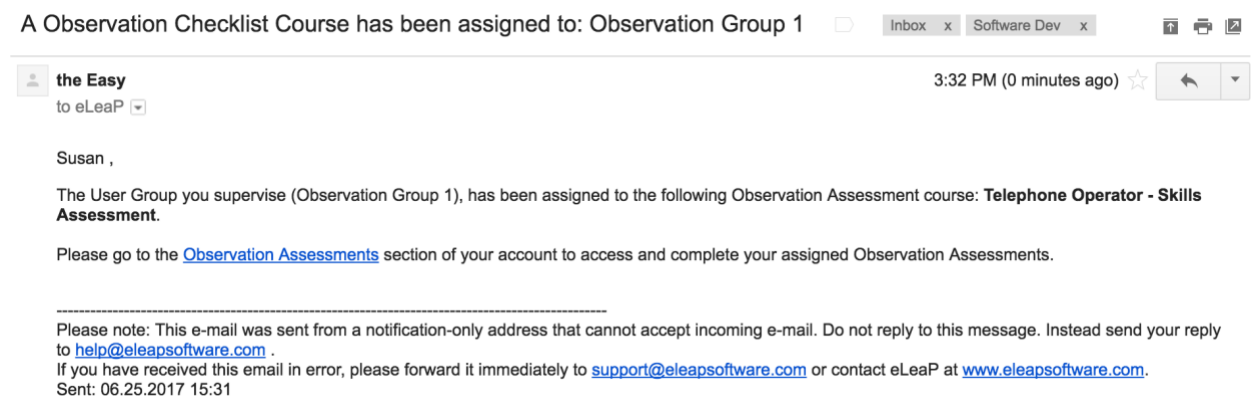 A Observation Checklist Course has been assigned to: Observation Group 1
Inbox x Software Dev x
the Easy
3:32 PM (0 minutes ago)
to eLeaP
Susan ,
The User Group you supervise (Observation Group 1), has been assigned to the following Observation Assessment course: Telephone Operator - Skills
Assessment.
Please go to the Observation Assessments section of your account to access and complete your assigned Observation Assessments.
------------------------------------------------------------------------------------------------
Please note: This e-mail was sent from a notification-only address that cannot accept incoming e-mail. Do not reply to this message. Instead send your reply
to help@eleapsoftware.com .
If you have received this email in error, please forward it immediately to support@eleapsoftware.com or contact eLeaP at www.eleapsoftware.com.
Sent: 06.25.2017 15:31